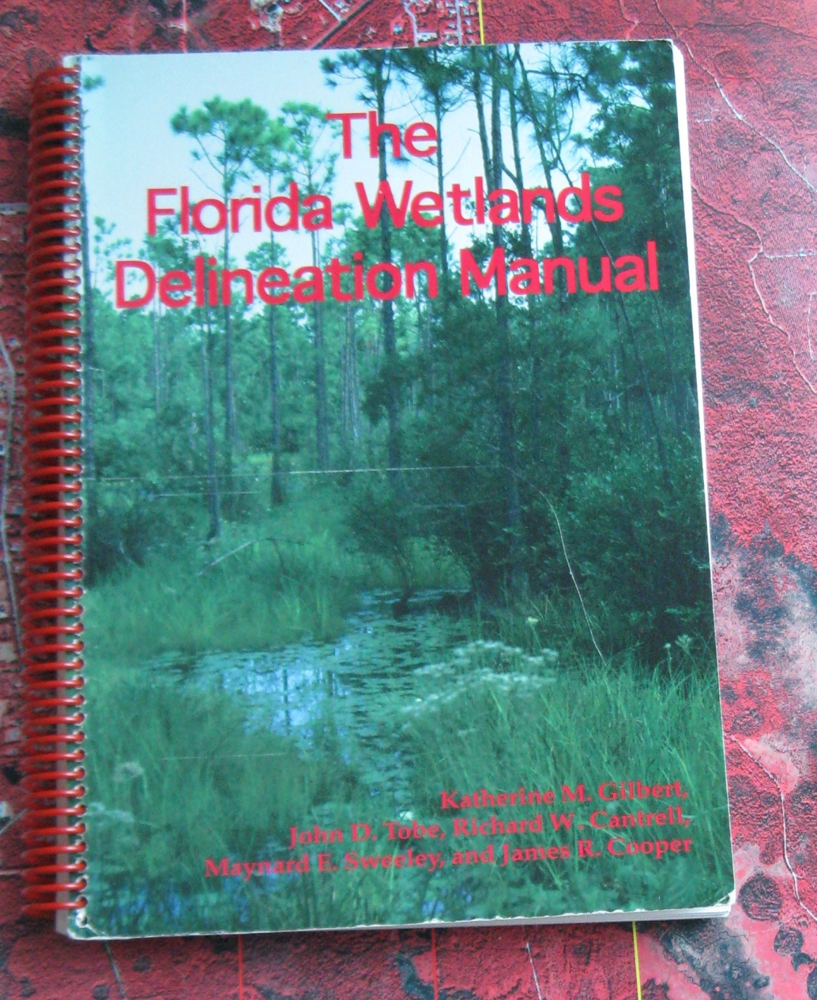 The
Florida Wetlands
Delineation Manual
Katherine M. Gilbert,
John D. Tobe, Richard W. Cantrell,
Maynard E. Sweeley, and James R. Cooper